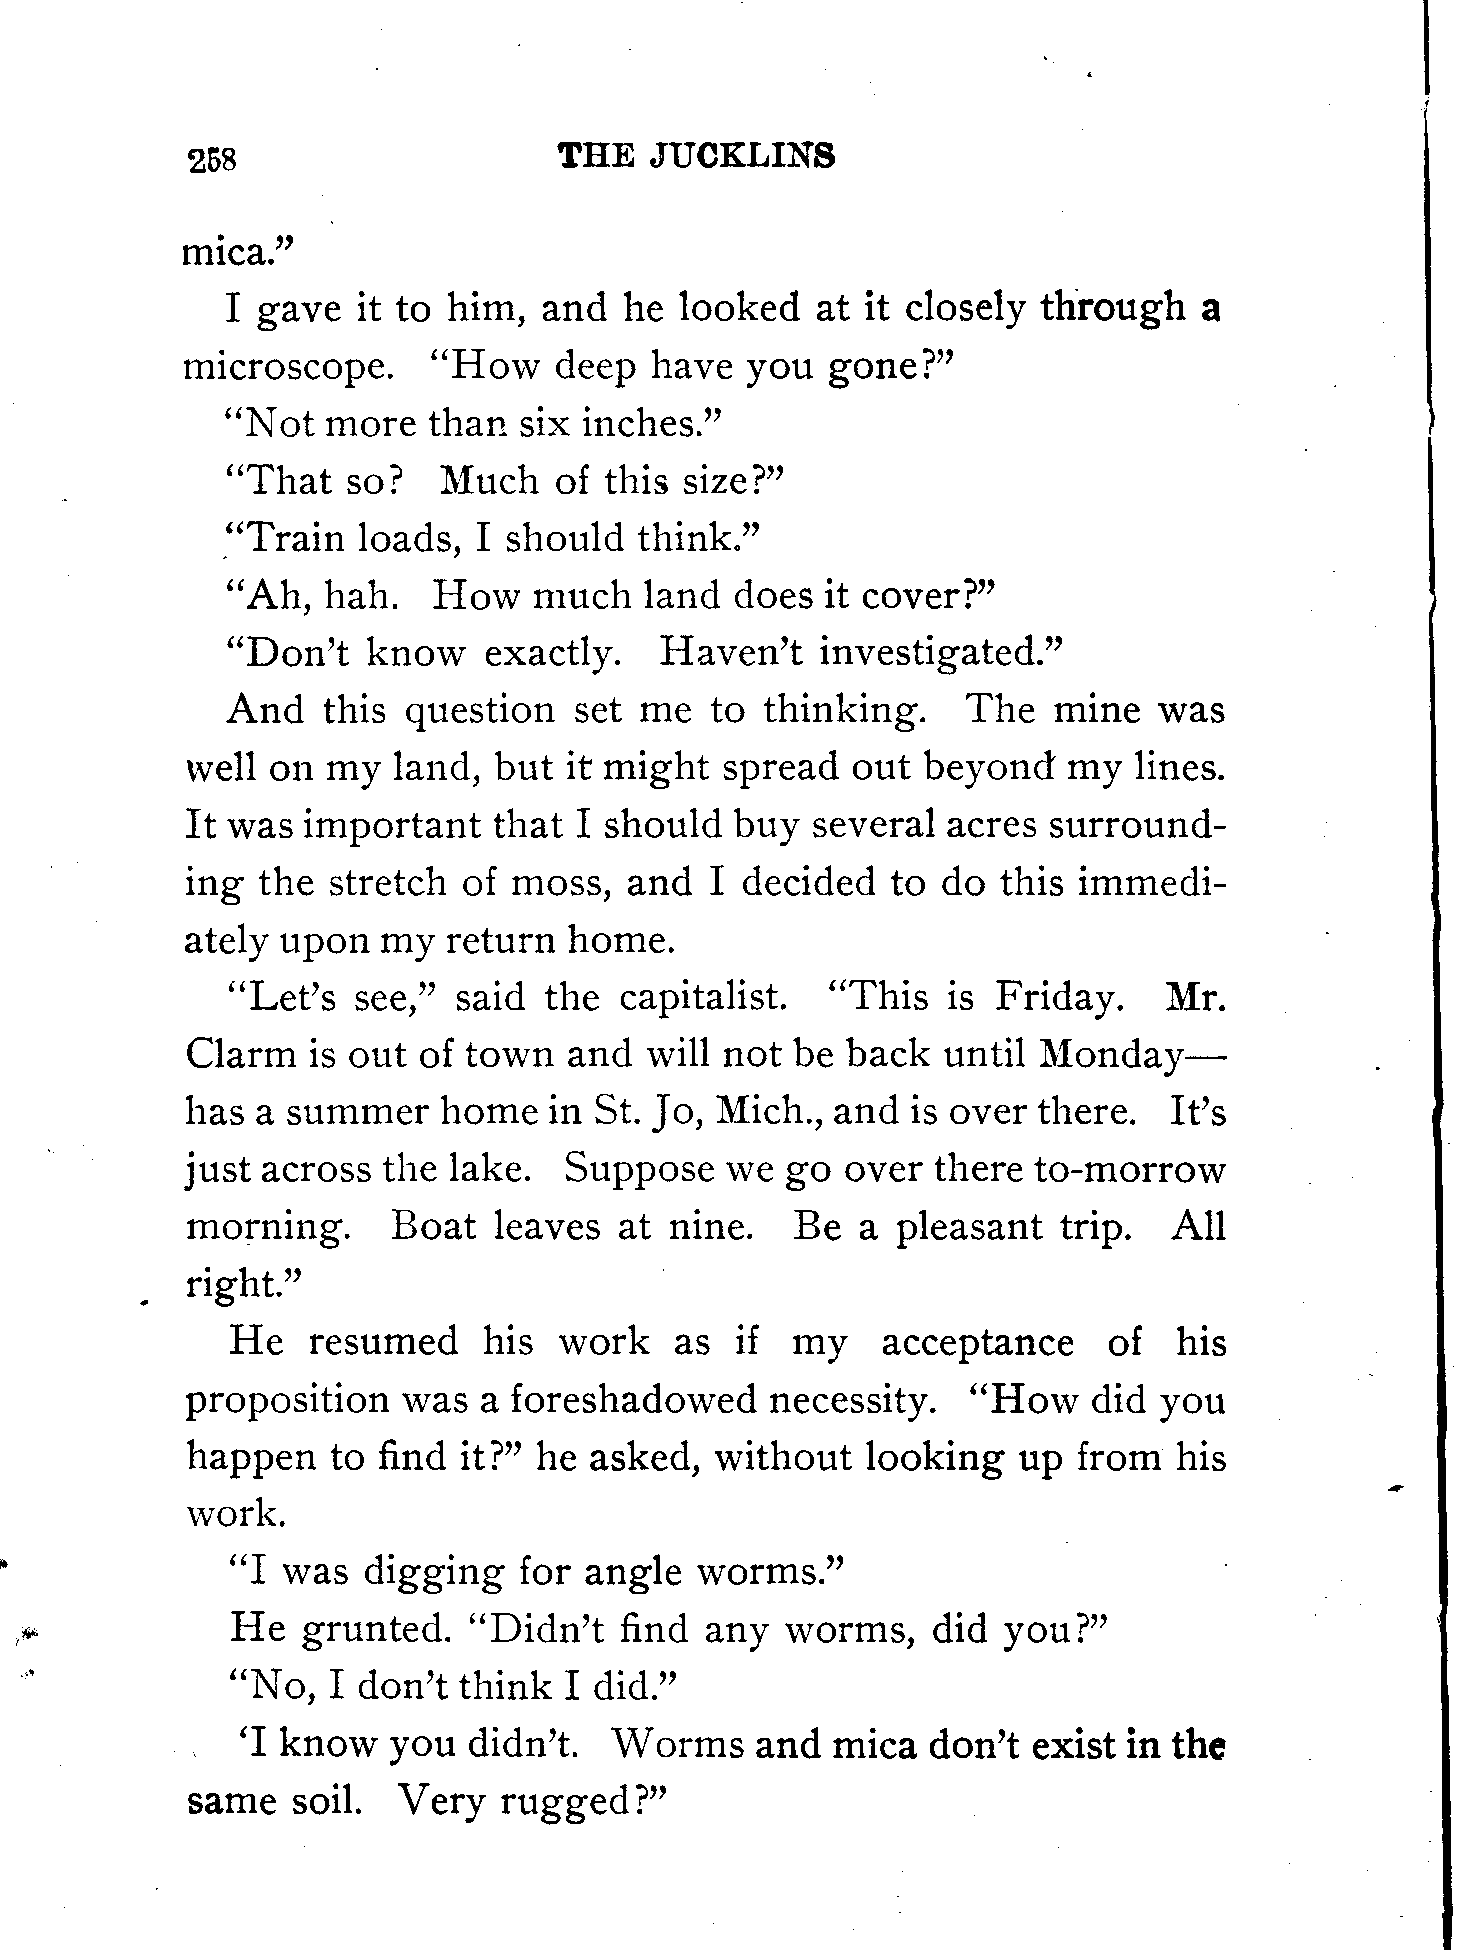 258 THE JUCKLINS
mica.”
I gave it to him, and he looked at it closely through a
microscope. “How deep have you gone?”
“Not more than six inches.”
“That so? Much of this size?”
“Train loads, I should think.”
“Ah, hah. How much land does it cover?”
“Don’t know exactly. Haven’t investigated.”
And this question set me to thinking. The mine was
well on my land, but it might spread out beyond my lines.
It was important that I should buy several acres surround-
ing the stretch of moss, and I decided to do this immedi-
ately upon my return home.
“Let’s see,” said the capitalist. “This is Friday. Mr.
Clarm is out of town and will not be back until Monday—
has a summer home in St. Jo, Mich., and is over there. It’s
just across the lake. Suppose we go over there to-morrow
morning. Boat leaves at nine. Be a pleasant trip. All
right.”
He resumed his work as if my acceptance of his
proposition was a foreshadowed necessity. “How did you
happen to find it?” he asked, without looking up from his
work.
“I was digging for angle worms.”
He grunted. “Didn’t find any worms, did you?”
“No, I don’t think I did.”
‘I know you didn’t. Worms and mica don’t exist in the
same soil. Very rugged?”